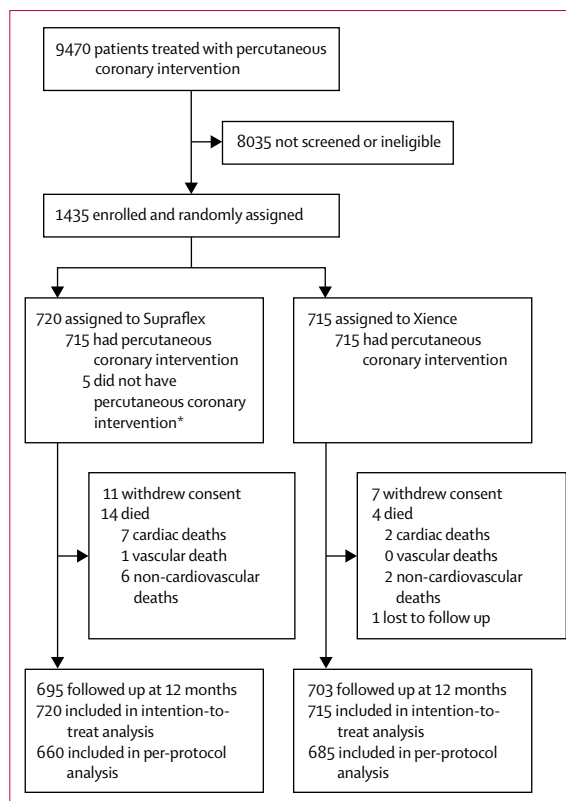 9470 patients treated with percutaneous
coronary intervention
8035 not screened or ineligible
1435 enrolled and randomly assigned
720 assigned to Supraflex
715 had percutaneous
coronary intervention
5 did not have
percutaneous coronary
intervention*
715 assigned to Xience
715 had percutaneous
coronary intervention
11 withdrew consent
14 died
7 cardiac deaths
1 vascular death
6 non-cardiovascular
deaths
7 withdrew consent
4 died
2 cardiac deaths
0 vascular deaths
2 non-cardiovascular
deaths
1 lost to follow up
695 followed up at 12 months
720 included in intention-to-
treat analysis
660 included in per-protocol
analysis
703 followed up at 12 months
715 included in intention-to-
treat analysis
685 included in per-protocol
analysis